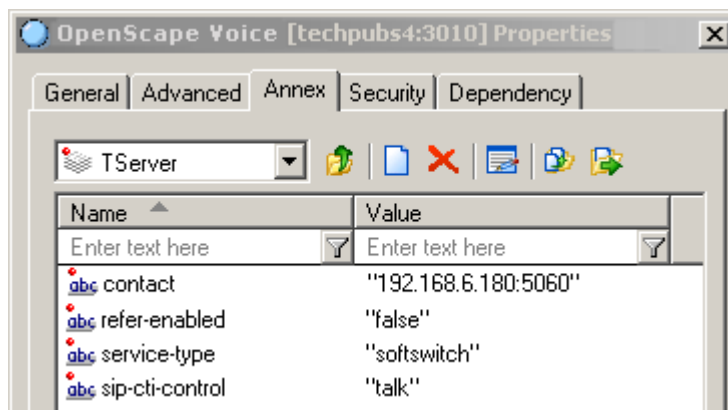 OpenScape Voice [techpubs4:3010] Properties
General Advanced Annex Security Dependency
TServer
Name Value
Enter text here Enter text here
abc contact "192.168.6.180:5060"
abc refer-enabled "false"
abc service-type "softswitch"
abc sip-cti-control "talk"